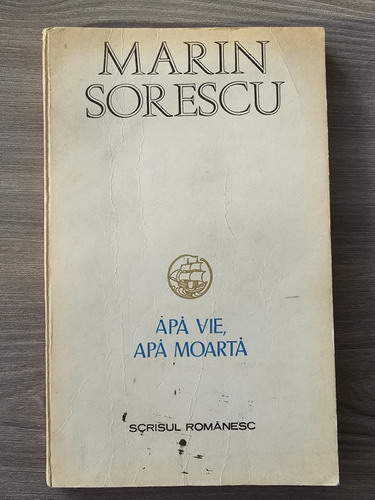 MARIN
SORESCU
APĂ VIE,
APĂ MOARTĂ
SCRISUL ROMÂNESC